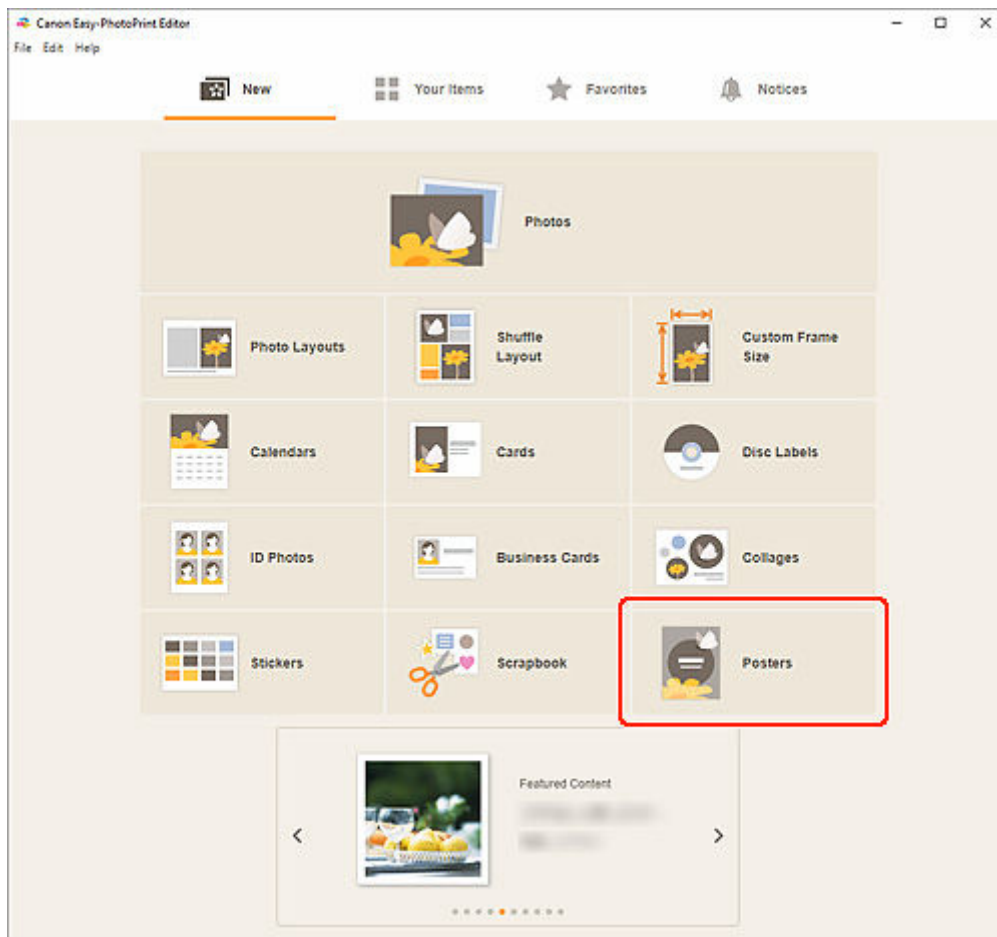 Canon Easy-PhotoPrint Editor
File Edit Help
New Your Items Favorites Notices
Photos
Photo Layouts
Shuffle
Layout
Custom Frame
Size
Calendars
Cards
Disc Labels
ID Photos
Business Cards
Collages
Stickers
Scrapbook
Posters
Featured Content